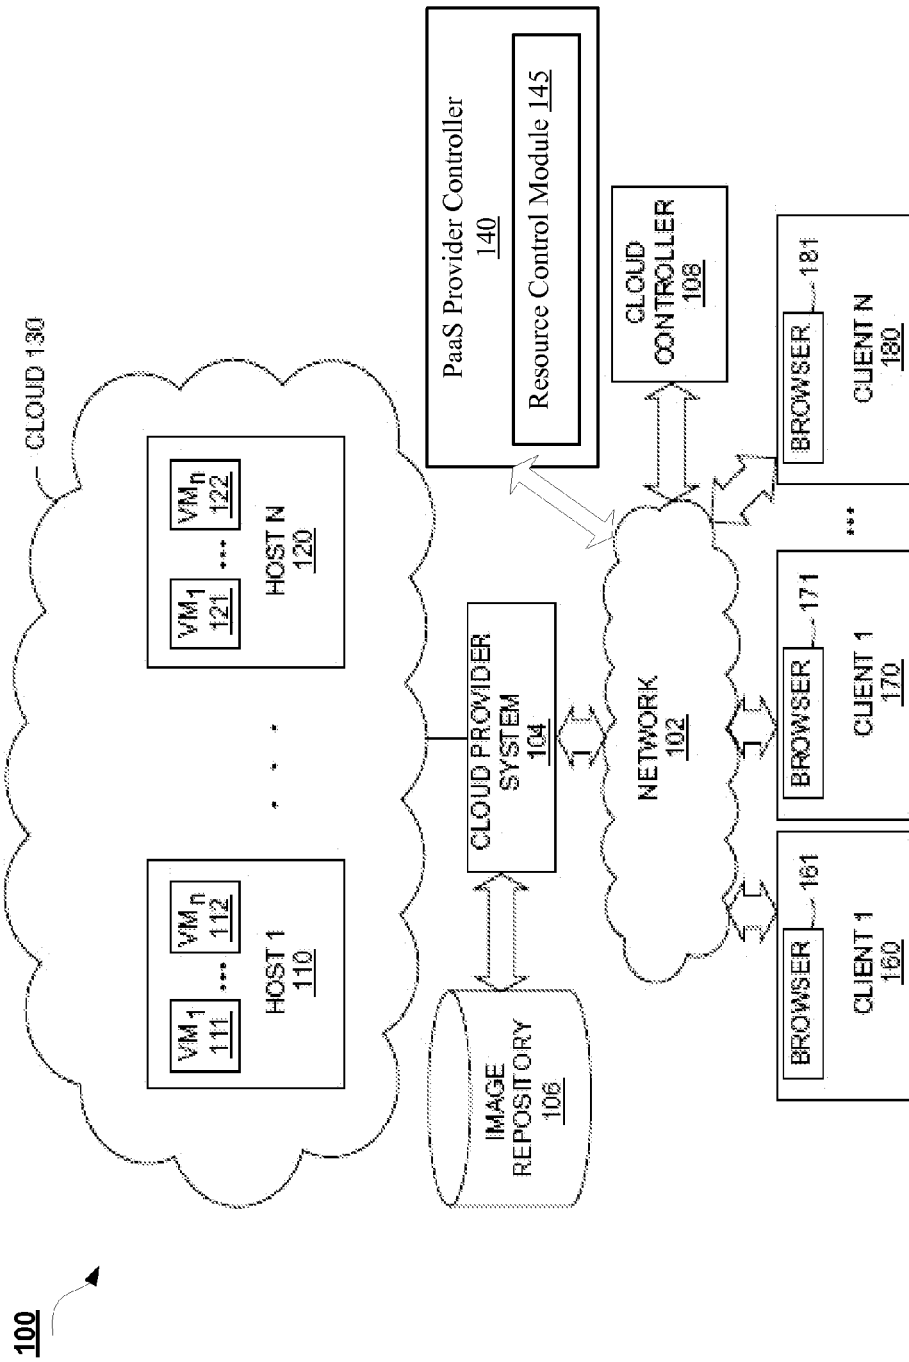 100
CLOUD 130
VM1
111
...
VMn
112
HOST 1
110
. . .
VM1
121
...
VMn
122
HOST N
120
IMAGE
REPOSITORY
106
CLOUD PROVIDER
SYSTEM
104
PaaS Provider Controller
140
Resource Control Module 145
NETWORK
102
CLOUD
CONTROLLER
108
BROWSER
161
CLIENT 1
160
BROWSER
171
CLIENT 1
170
...
BROWSER
181
CLIENT N
180